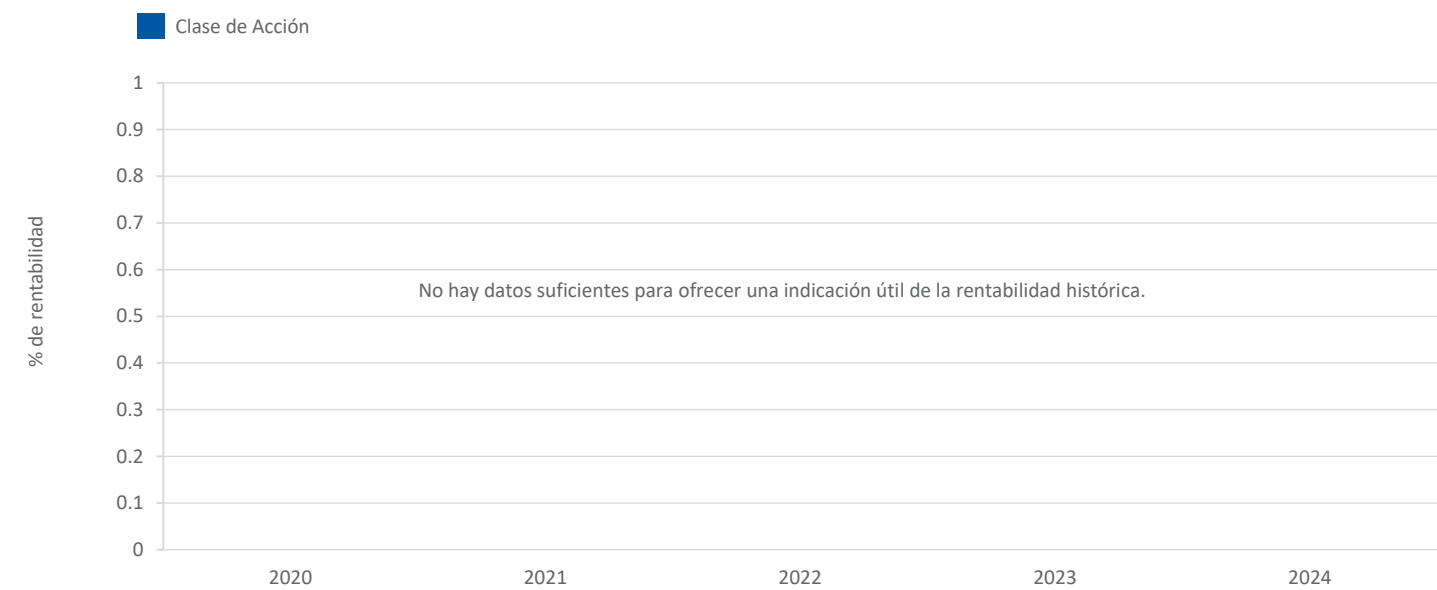 Clase de Acción
% de rentabilidad
1
0.9
0.8
0.7
0.6
0.5
0.4
0.3
0.2
0.1
0
No hay datos suficientes para ofrecer una indicación útil de la rentabilidad histórica.
2020 2021 2022 2023 2024